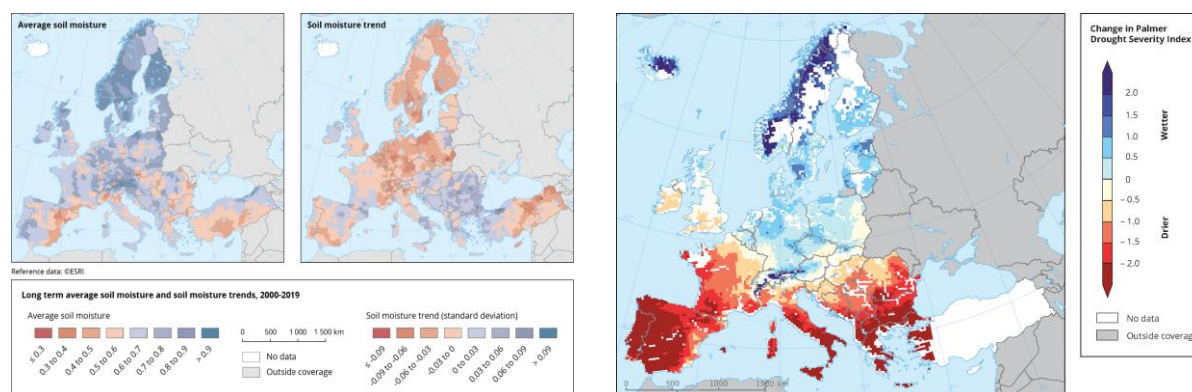 Average soil moisture
Soil moisture trend
Reference data: ©ESRI
Long term average soil moisture and soil moisture trends, 2000-2019
Average soil moisture
≤ 0.3
0.3 to 0.4
0.4 to 0.5
0.5 to 0.6
0.6 to 0.7
0.7 to 0.8
0.8 to 0.9
> 0.9
0 500 1 000 1 500 km
No data
Outside coverage
Soil moisture trend (standard deviation)
≤ -0.09
-0.09 to -0.06
-0.06 to -0.03
-0.03 to 0
0 to 0.03
0.03 to 0.06
0.06 to 0.09
> 0.09
0 500 1000 1500 km
Change in Palmer
Drought Severity Index
2.0
1.5
1.0
0.5
0
– 0.5
– 1.0
– 1.5
– 2.0
Wetter
Drier
No data
Outside coverag